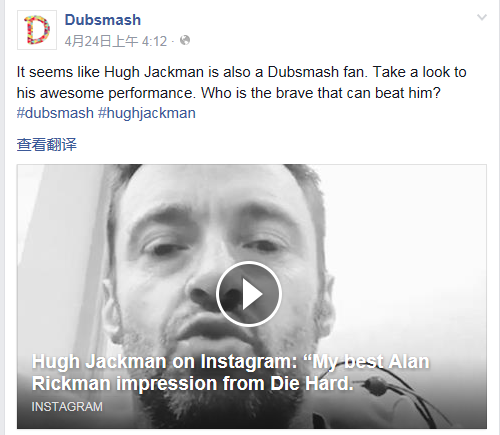 Dubsmash
4月24日上午 4:12 ·
It seems like Hugh Jackman is also a Dubsmash fan. Take a look to
his awesome performance. Who is the brave that can beat him?
#dubsmash #hughjackman
查看翻译
Hugh Jackman on Instagram: “My best Alan
Rickman impression from Die Hard.
INSTAGRAM